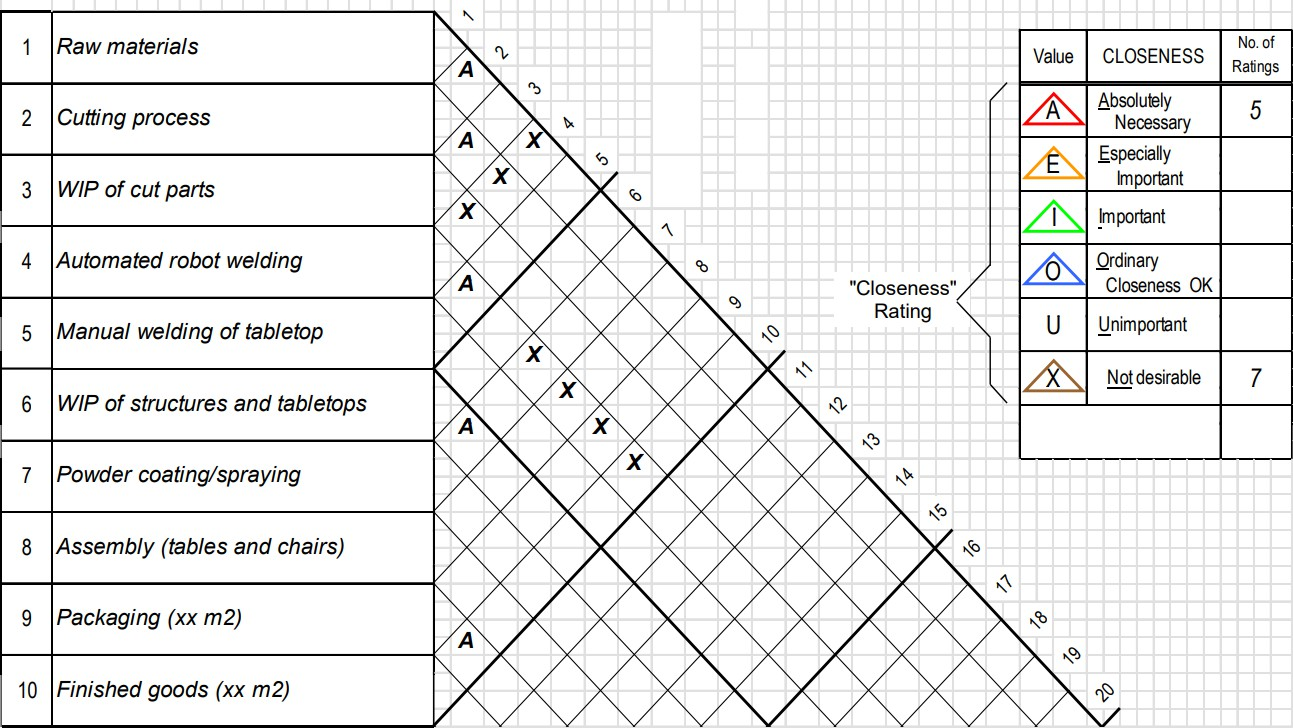 1 Raw materials
2 Cutting process
3 WIP of cut parts
4 Automated robot welding
5 Manual welding of tabletop
6 WIP of structures and tabletops
7 Powder coating/spraying
8 Assembly (tables and chairs)
9 Packaging (xx m2)
10 Finished goods (xx m2)
1
2
3
4
5
6
7
8
9
10
11
12
13
14
15
16
17
18
19
20
A
A X
X
X
A
X
X
A X
X
A
"Closeness"
Rating
Value CLOSENESS No. of
Ratings
A Absolutely
Necessary 5
E Especially
Important
I Important
O Ordinary
Closeness OK
U Unimportant
X Not desirable 7